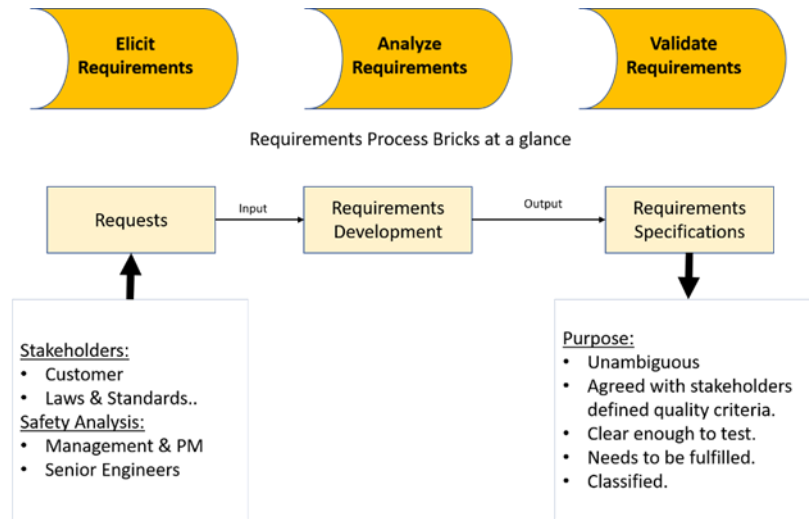 Elicit
Requirements
Analyze
Requirements
Validate
Requirements
Requirements Process Bricks at a glance
Requests
Input
Requirements
Development
Output
Requirements
Specifications
Stakeholders:
• Customer
• Laws & Standards..
Safety Analysis:
• Management & PM
• Senior Engineers
Purpose:
• Unambiguous
• Agreed with stakeholders
defined quality criteria.
• Clear enough to test.
• Needs to be fulfilled.
• Classified.